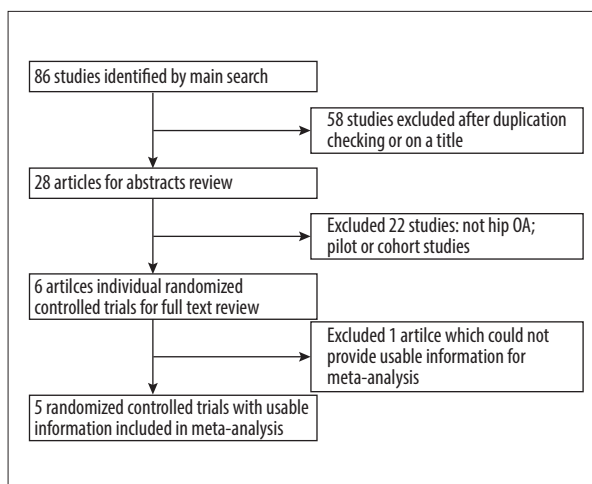 86 studies identified by main search
58 studies excluded after duplication
checking or on a title
28 articles for abstracts review
Excluded 22 studies: not hip OA;
pilot or cohort studies
6 artilces individual randomized
controlled trials for full text review
Excluded 1 artilce which could not
provide usable information for
meta-analysis
5 randomized controlled trials with usable
information included in meta-analysis